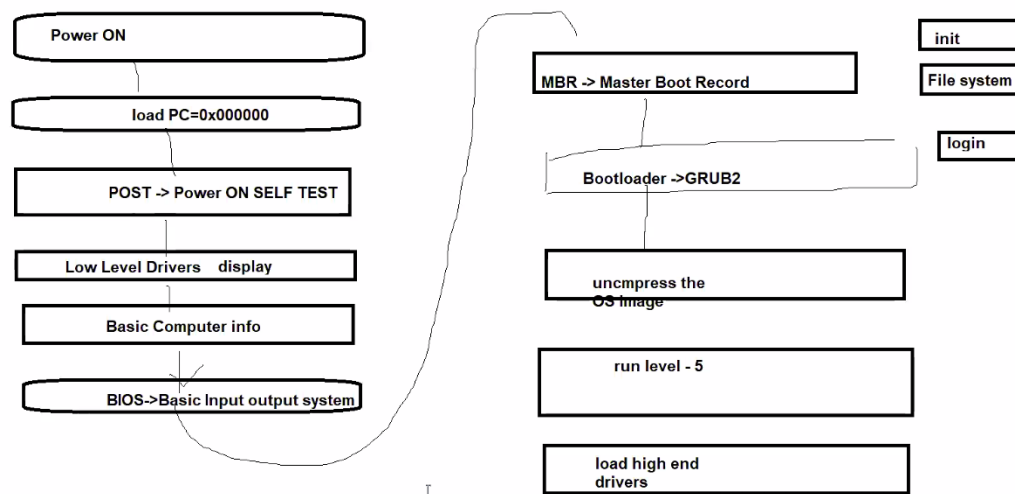 Power ON
load PC=0x000000
POST -> Power ON SELF TEST
Low Level Drivers display
Basic Computer info
BIOS->Basic Input output system
MBR -> Master Boot Record
Bootloader ->GRUB2
uncmpress the
OS Image
run level - 5
load high end
drivers
init
File system
login